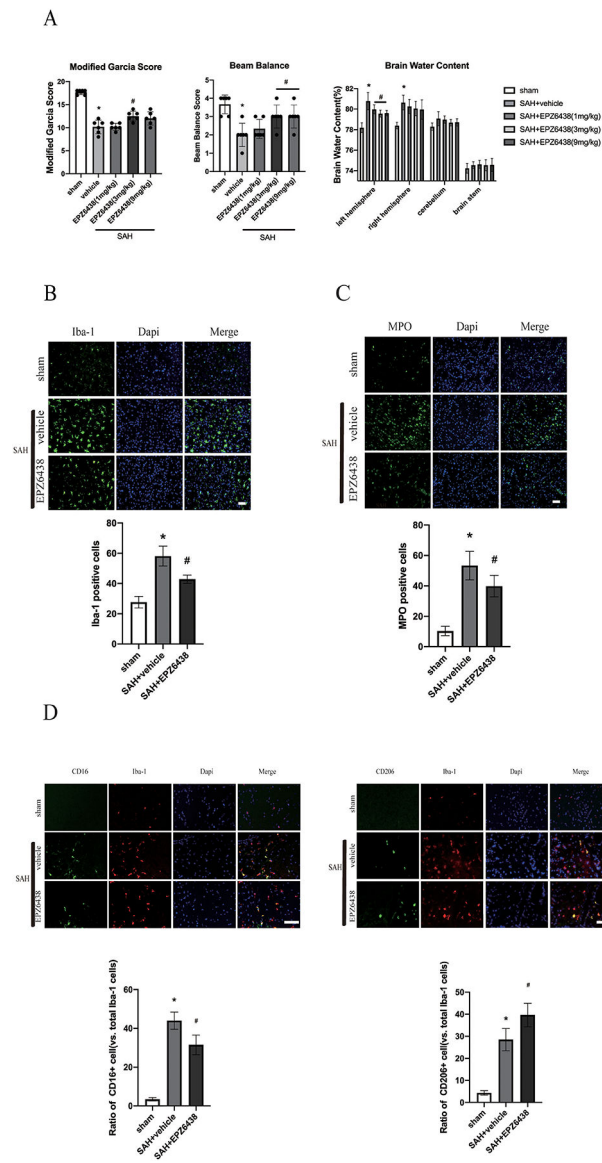 A
Modified Garcia Score
Modified Garcia Score
20
15
10
5
0
*
#
sham
vehicle
EPZ6438(1mg/kg)
EPZ6438(3mg/kg)
EPZ6438(9mg/kg)
SAH
Beam Balance
Beam Balance Score
5
4
3
2
1
0
*
#
sham
vehicle
EPZ6438(1mg/kg)
EPZ6438(3mg/kg)
EPZ6438(9mg/kg)
SAH
Brain Water Content
Brain Water Content(%)
82
80
78
76
74
*
#
*
left hemisphere
right hemisphere
cerebellum
brain stem
sham
SAH+vehicle
SAH+EPZ6438(1mg/kg)
SAH+EPZ6438(3mg/kg)
SAH+EPZ6438(9mg/kg)
B
Iba-1 Dapi Merge
sham
vehicle
EPZ6438
SAH
Iba-1 positive cells
80
60
40
20
0
*
#
sham
SAH+vehicle
SAH+EPZ6438
C
MPO Dapi Merge
sham
vehicle
EPZ6438
SAH
MPO positive cells
80
60
40
20
0
*
#
sham
SAH+vehicle
SAH+EPZ6438
D
CD16 Iba-1 Dapi Merge
sham
vehicle
EPZ6438
SAH
Ratio of CD16+ cell(vs. total Iba-1 cells)
60
40
20
0
*
#
sham
SAH+vehicle
SAH+EPZ6438
CD206 Iba-1 Dapi Merge
sham
vehicle
EPZ6438
SAH
Ratio of CD206+ cell(vs. total Iba-1 cells)
50
40
30
20
10
0
*
#
sham
SAH+vehicle
SAH+EPZ6438